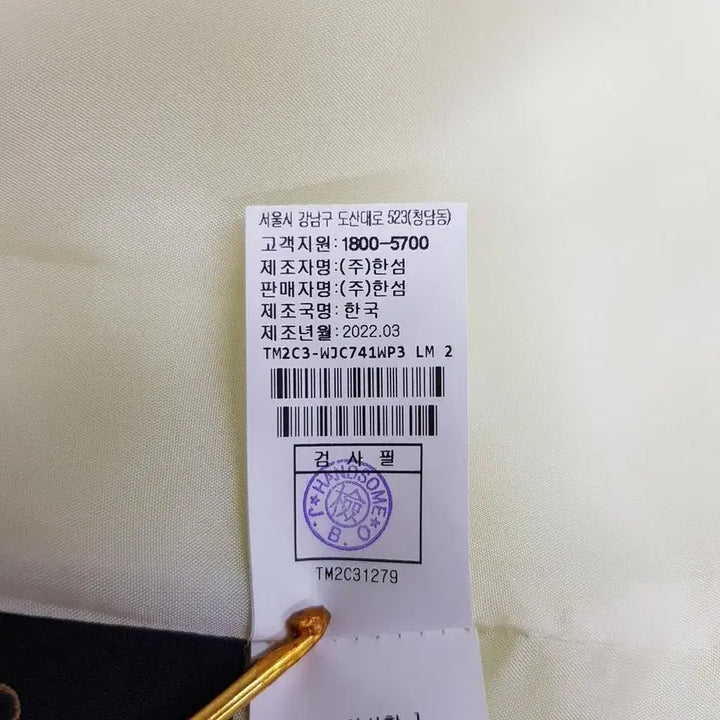 서울시 강남구 도산대로 523(청담동)
고객지원: 1800-5700
제조자명:(주)한섬
판매자명:(주)한섬
제조국명: 한국
제조년월: 2022.03
TM2C3-WJC741WP3 LM 2
검 사 필
★HANDSOME★
檢
J.B.O
TM2C31279